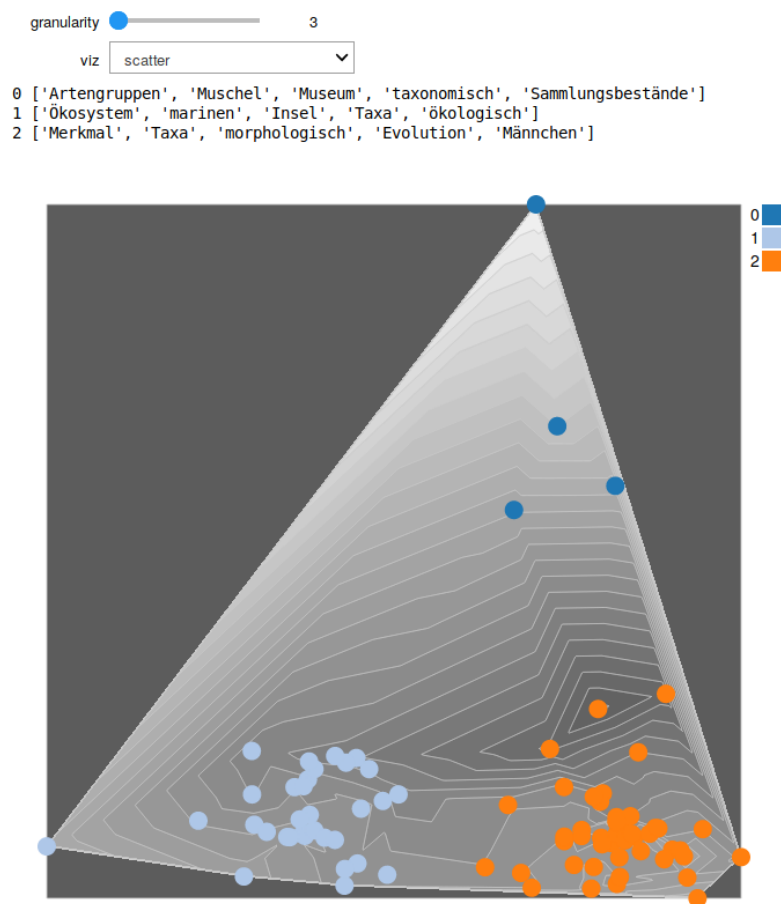 granularity 3
viz scatter
0 ['Artengruppen', 'Muschel', 'Museum', 'taxonomisch', 'Sammlungsbestände']
1 ['Ökosystem', 'marinen', 'Insel', 'Taxa', 'ökologisch']
2 ['Merkmal', 'Taxa', 'morphologisch', 'Evolution', 'Männchen']
0
1
2